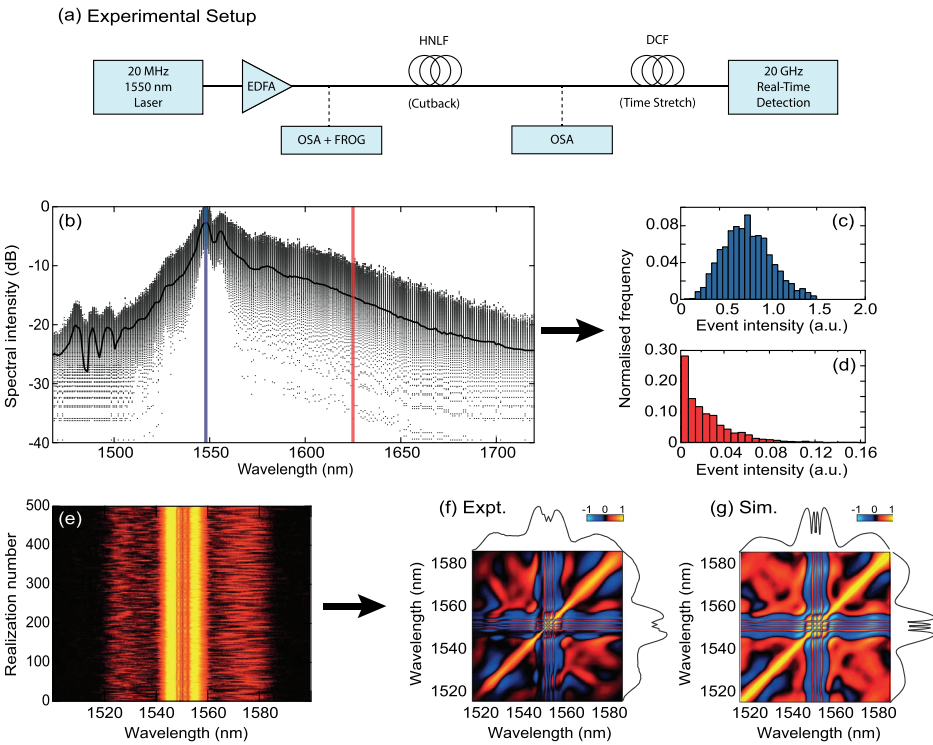 (a) Experimental Setup
20 MHz
1550 nm
Laser
EDFA
HNLF
(Cutback)
DCF
(Time Stretch)
20 GHz
Real-Time
Detection
OSA + FROG
OSA
(b)
Spectral intensity (dB)
0
-10
-20
-30
-40
1500
1550
1600
1650
1700
Wavelength (nm)
Normalised frequency
(c)
0.08
0.04
0
0
0.5
1.0
1.5
2.0
Event intensity (a.u.)
(d)
0.30
0.20
0.10
0
0
0.04
0.08
0.12
0.16
Event intensity (a.u.)
(e)
Realization number
500
400
300
200
100
0
1520
1540
1560
1580
Wavelength (nm)
(f) Expt.
-1 0 1
Wavelength (nm)
1580
1560
1540
1520
1520 1540 1560 1580
Wavelength (nm)
(g) Sim.
-1 0 1
Wavelength (nm)
1580
1560
1540
1520
1520 1540 1560 1580
Wavelength (nm)